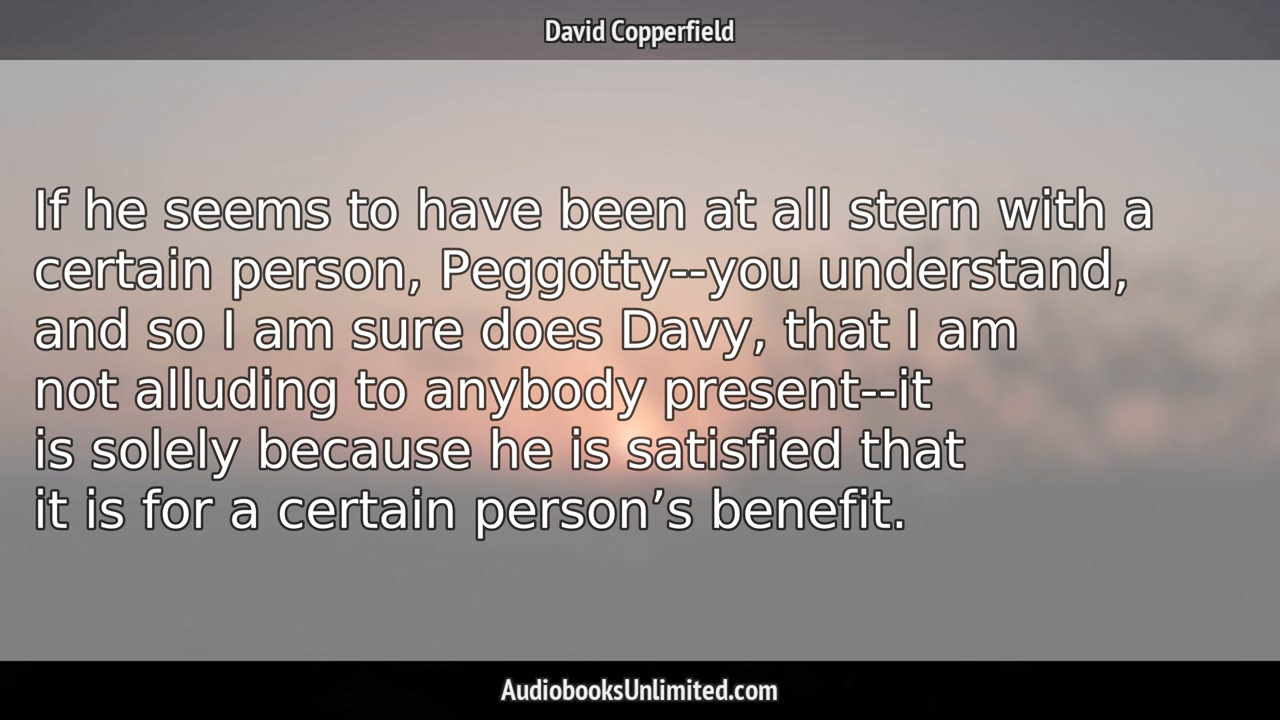 David Copperfield
If he seems to have been at all stern with a
certain person, Peggotty--you understand,
and so I am sure does Davy, that I am
not alluding to anybody present--it
is solely because he is satisfied that
it is for a certain person’s benefit.
AudiobooksUnlimited.com